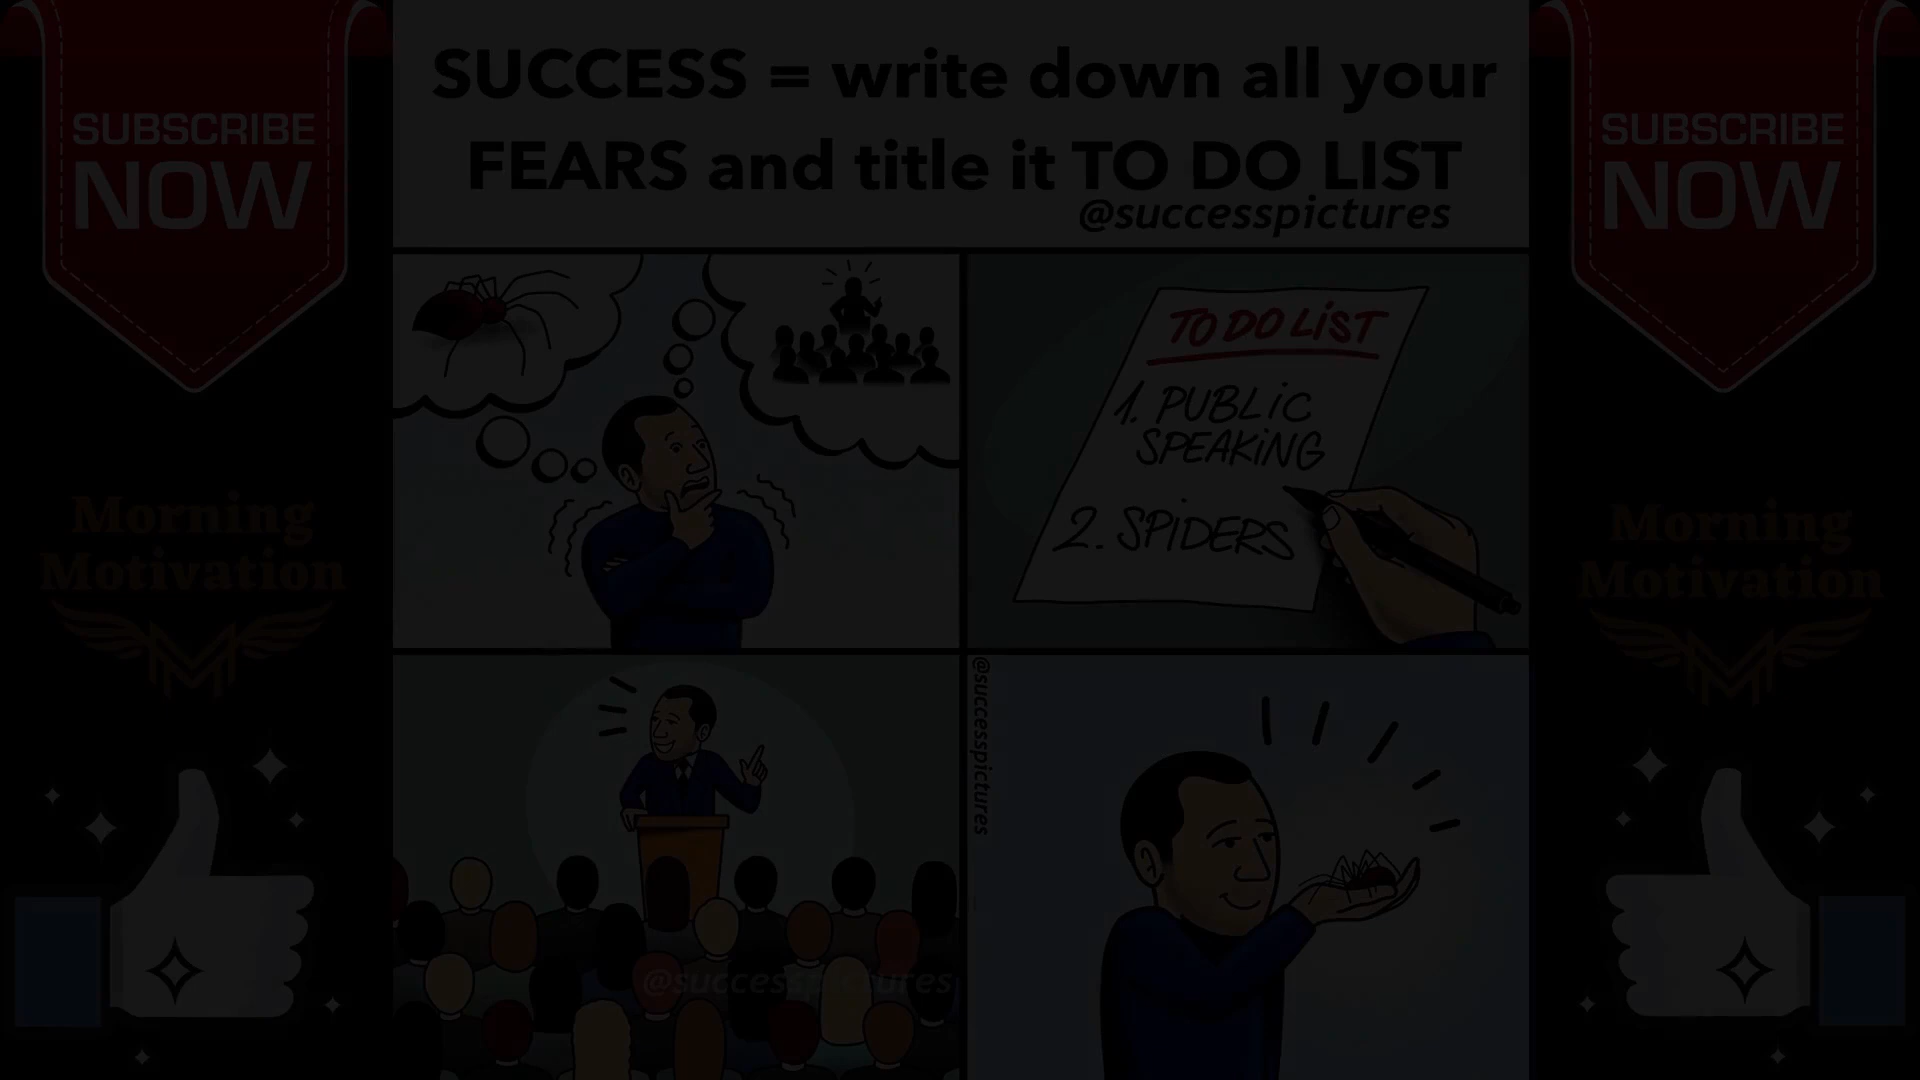 SUCCESS = write down all your
FEARS and title it TO DO LIST
@successpictures
SUBSCRIBE
NOW
Morning
Motivation
TO DO LiST
1. PUBLiC
SPEAKiNG
2. SPiDERS
@successpictures
@successpictures
SUBSCRIBE
NOW
Morning
Motivation